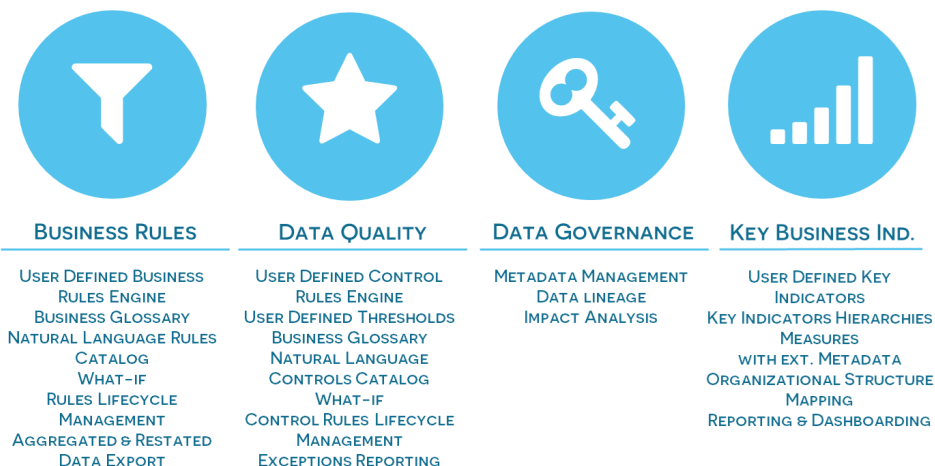 BUSINESS RULES
USER DEFINED BUSINESS
RULES ENGINE
BUSINESS GLOSSARY
NATURAL LANGUAGE RULES
CATALOG
WHAT-IF
RULES LIFECYCLE
MANAGEMENT
AGGREGATED & RESTATED
DATA EXPORT
DATA QUALITY
USER DEFINED CONTROL
RULES ENGINE
USER DEFINED THRESHOLDS
BUSINESS GLOSSARY
NATURAL LANGUAGE
CONTROLS CATALOG
WHAT-IF
CONTROL RULES LIFECYCLE
MANAGEMENT
EXCEPTIONS REPORTING
DATA GOVERNANCE
METADATA MANAGEMENT
DATA LINEAGE
IMPACT ANALYSIS
KEY BUSINESS IND.
USER DEFINED KEY
INDICATORS
KEY INDICATORS HIERARCHIES
MEASURES
WITH EXT. METADATA
ORGANIZATIONAL STRUCTURE
MAPPING
REPORTING & DASHBOARDING